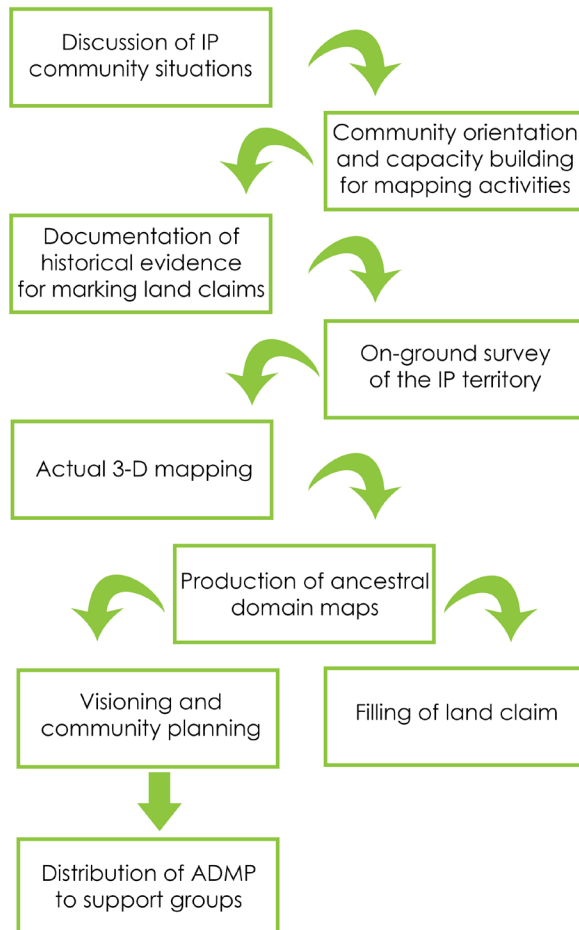 Discussion of IP
community situations
Community orientation
and capacity building
for mapping activities
Documentation of
historical evidence
for marking land claims
On-ground survey
of the IP territory
Actual 3-D mapping
Production of ancestral
domain maps
Visioning and
community planning
Filling of land claim
Distribution of ADMP
to support groups